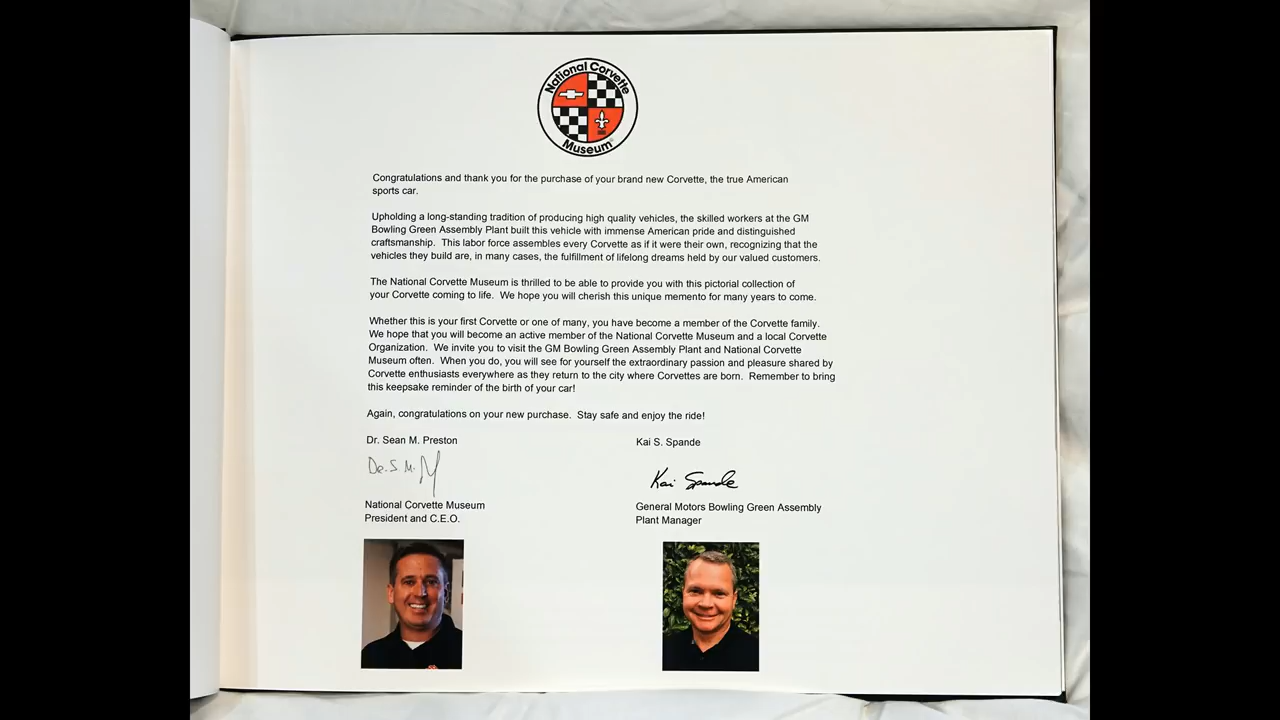 National Corvette
Museum
Congratulations and thank you for the purchase of your brand new Corvette, the true American
sports car.
Upholding a long-standing tradition of producing high quality vehicles, the skilled workers at the GM
Bowling Green Assembly Plant built this vehicle with immense American pride and distinguished
craftsmanship. This labor force assembles every Corvette as if it were their own, recognizing that the
vehicles they build are, in many cases, the fulfillment of lifelong dreams held by our valued customers.
The National Corvette Museum is thrilled to be able to provide you with this pictorial collection of
your Corvette coming to life. We hope you will cherish this unique memento for many years to come.
Whether this is your first Corvette or one of many, you have become a member of the Corvette family.
We hope that you will become an active member of the National Corvette Museum and a local Corvette
Organization. We invite you to visit the GM Bowling Green Assembly Plant and National Corvette
Museum often. When you do, you will see for yourself the extraordinary passion and pleasure shared by
Corvette enthusiasts everywhere as they return to the city where Corvettes are born. Remember to bring
this keepsake reminder of the birth of your car!
Again, congratulations on your new purchase. Stay safe and enjoy the ride!
Dr. Sean M. Preston
National Corvette Museum
President and C.E.O.
Kai S. Spande
Kai Spande
General Motors Bowling Green Assembly
Plant Manager